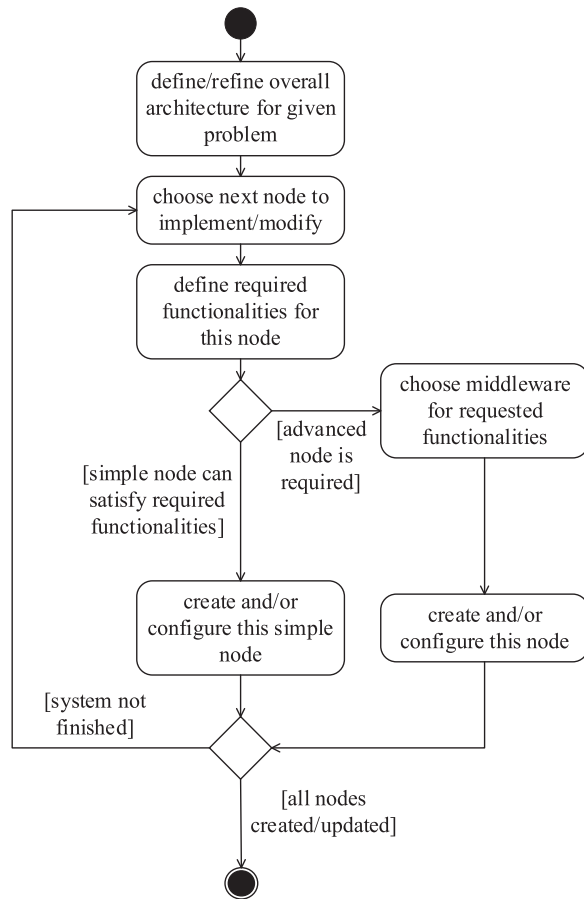 define/refine overall
architecture for given
problem
choose next node to
implement/modify
define required
functionalities for
this node
choose middleware
for requested
functionalities
[advanced
node is
required]
[simple node can
satisfy required
functionalities]
create and/or
configure this simple
node
create and/or
configure this node
[system not
finished]
[all nodes
created/updated]